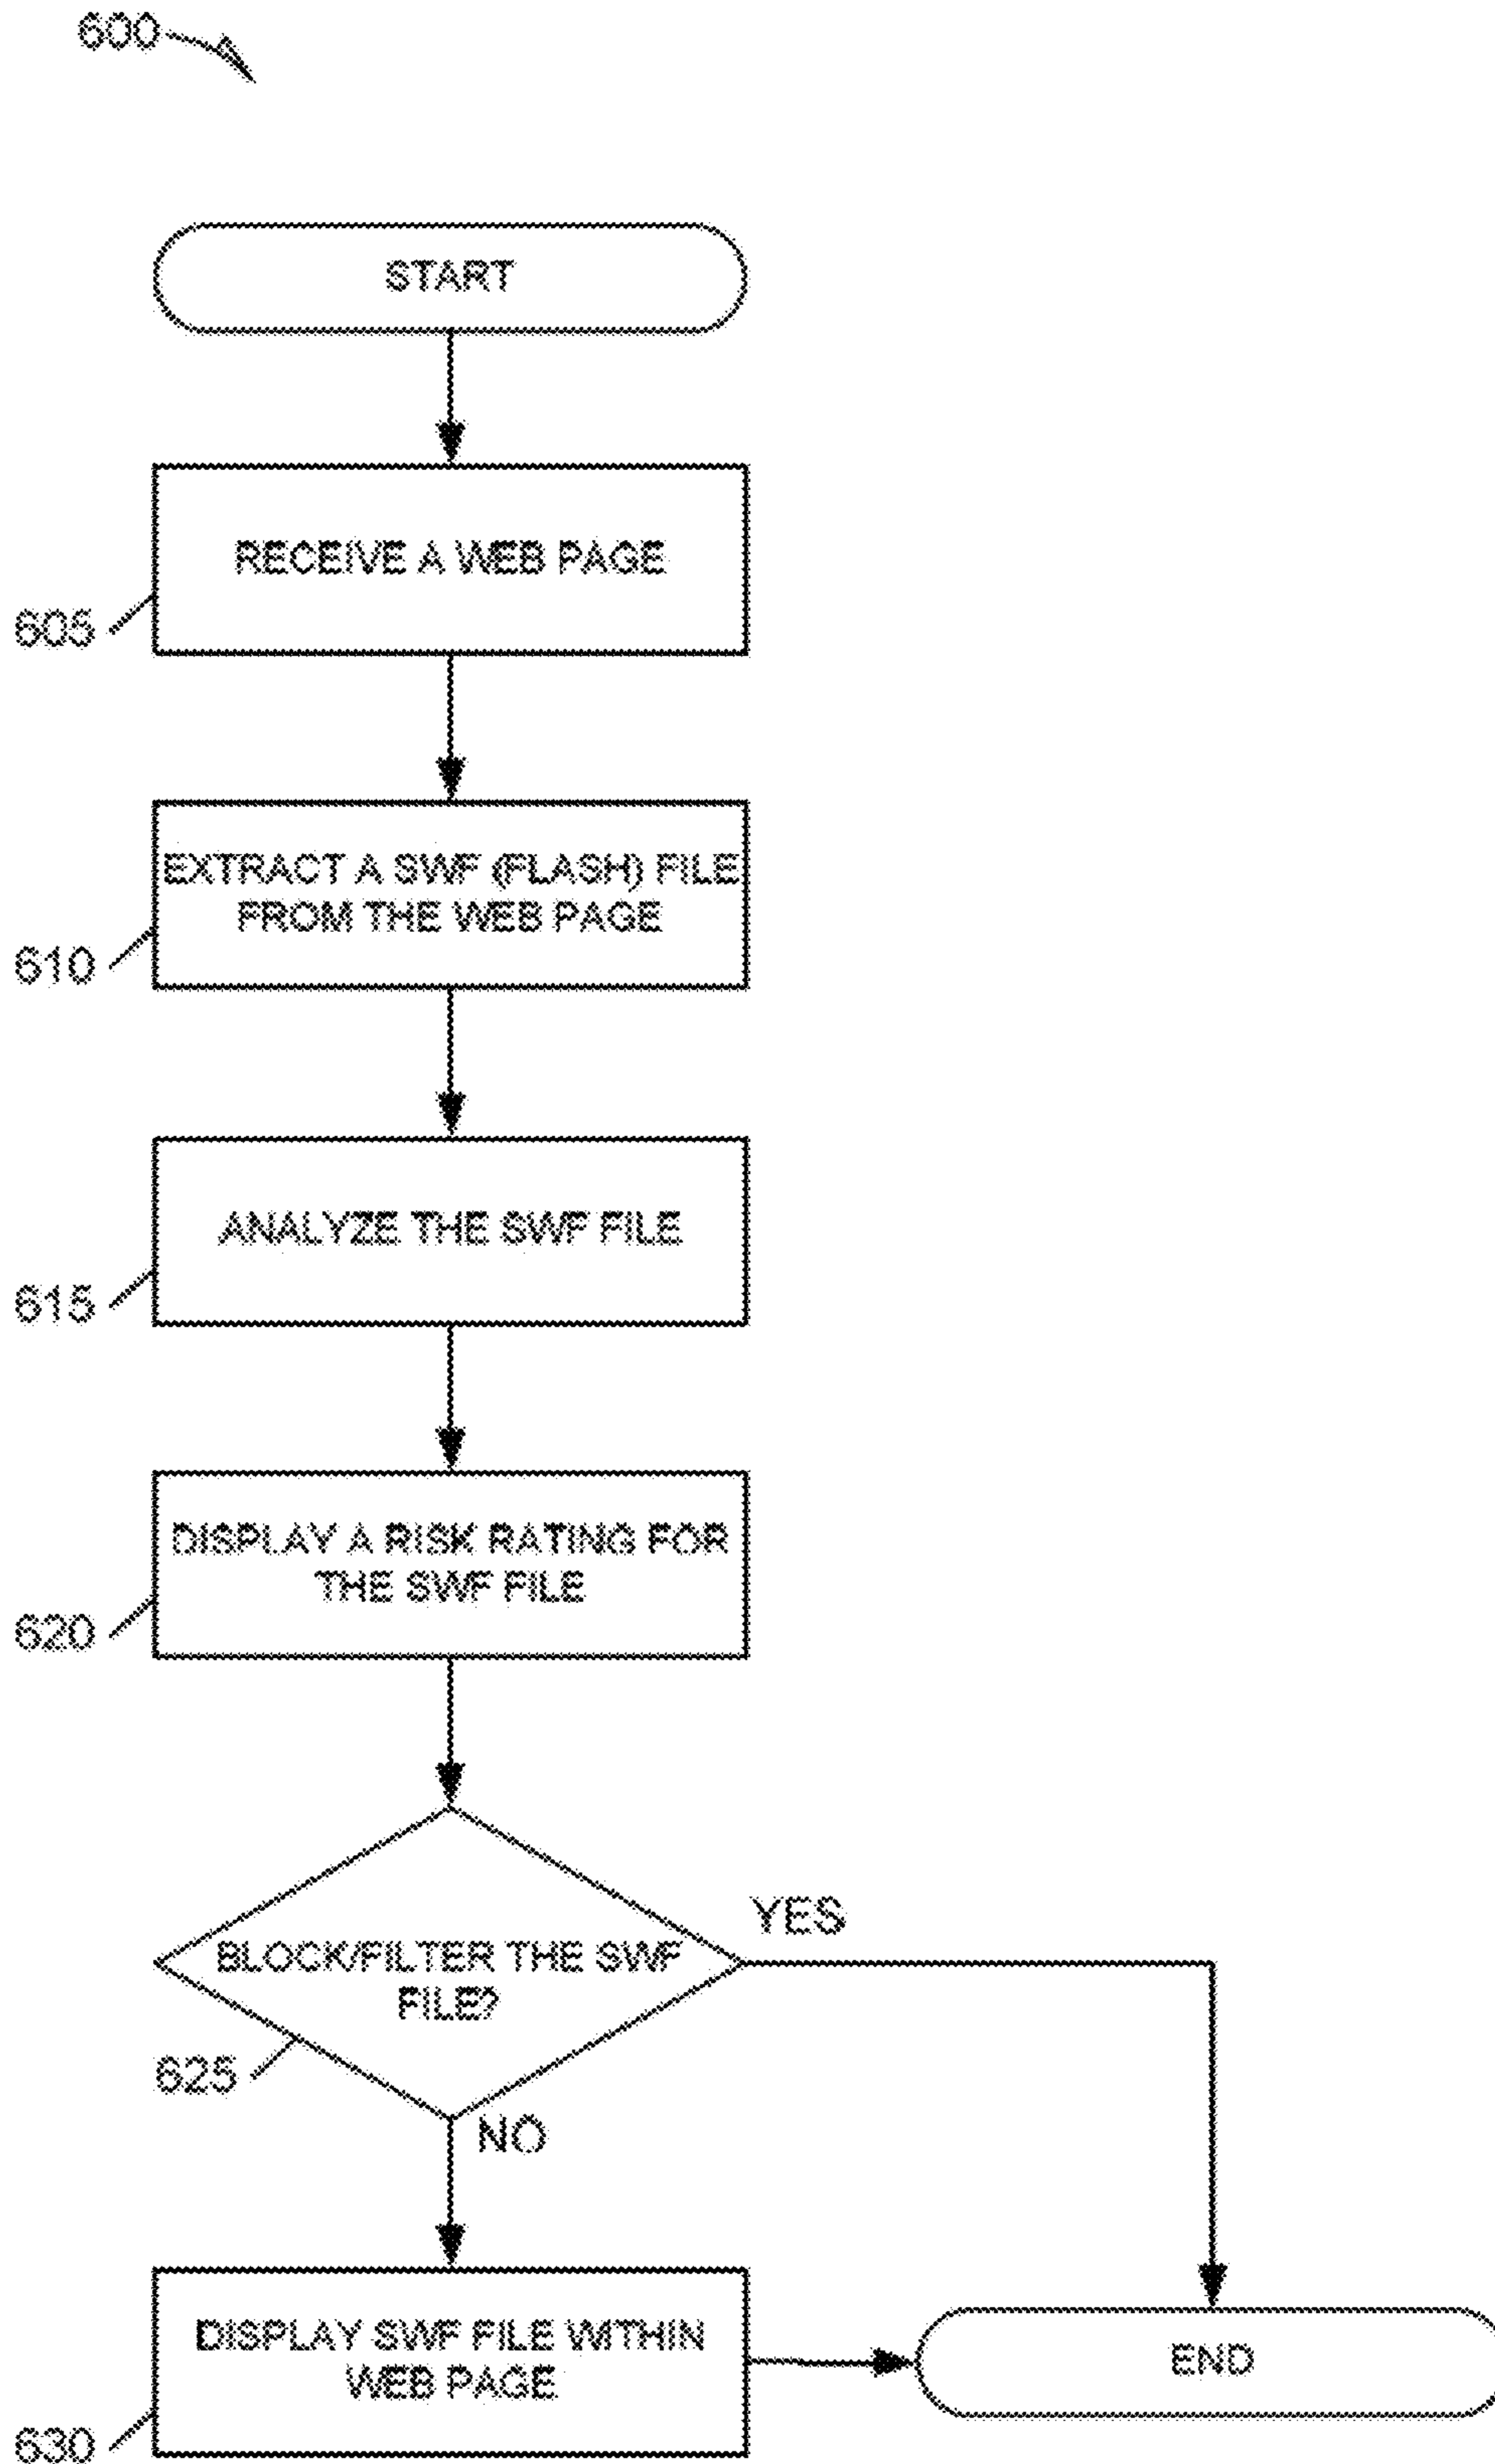 600
START
RECEIVE A WEB PAGE
605
EXTRACT A SWF (FLASH) FILE
FROM THE WEB PAGE
610
ANALYZE THE SWF FILE
615
DISPLAY A RISK RATING FOR
THE SWF FILE
620
YES
BLOCK/FILTER THE SWF
FILE?
625
NO
DISPLAY SWF FILE WITHIN
WEB PAGE
END
630